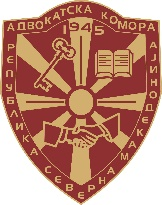 АДВОКАТСКА КОМОРА
1945
РЕПУБЛИКА СЕВЕРНА
МАКЕДОНИЈА